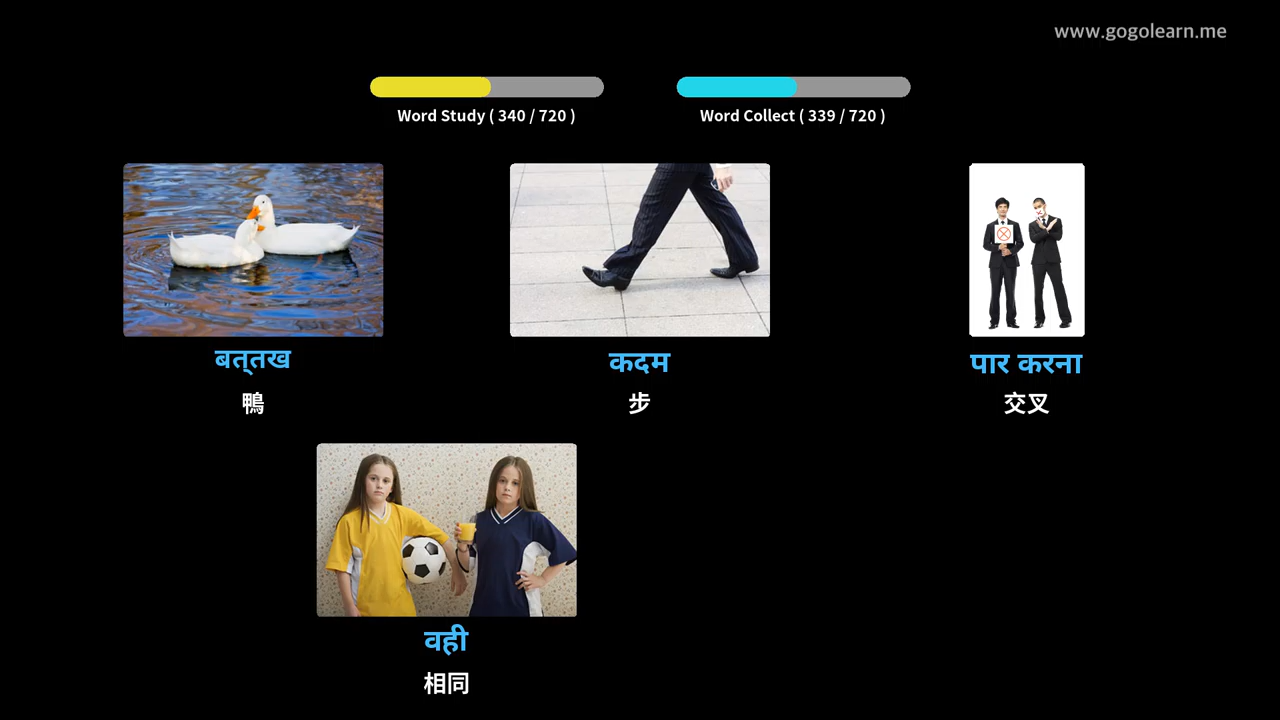 www.gogolearn.me
Word Study ( 340 / 720 )
Word Collect ( 339 / 720 )
बत्‌तख
कदम
पार करना
鴨
步
交叉
वही
相同